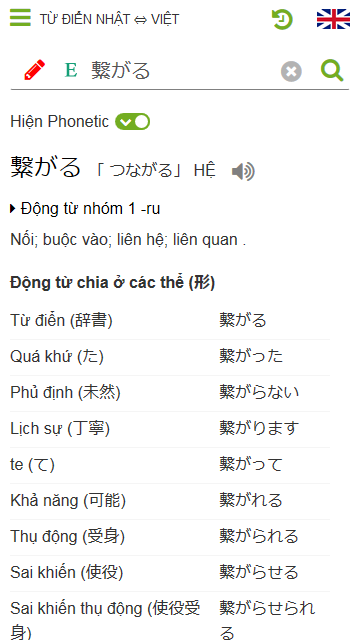 TỪ ĐIỂN NHẬT ⇔ VIỆT
E 繋がる
Hiện Phonetic
繋がる 「 つながる」 HỆ
Động từ nhóm 1 -ru
Nối; buộc vào; liên hệ; liên quan .
Động từ chia ở các thể (形)
Từ điển (辞書) 繋がる
Quá khứ (た) 繋がった
Phủ định (未然) 繋がらない
Lịch sự (丁寧) 繋がります
te (て) 繋がって
Khả năng (可能) 繋がれる
Thụ động (受身) 繋がられる
Sai khiến (使役) 繋がらせる
Sai khiến thụ động (使役受 繋がらせられ
身) る